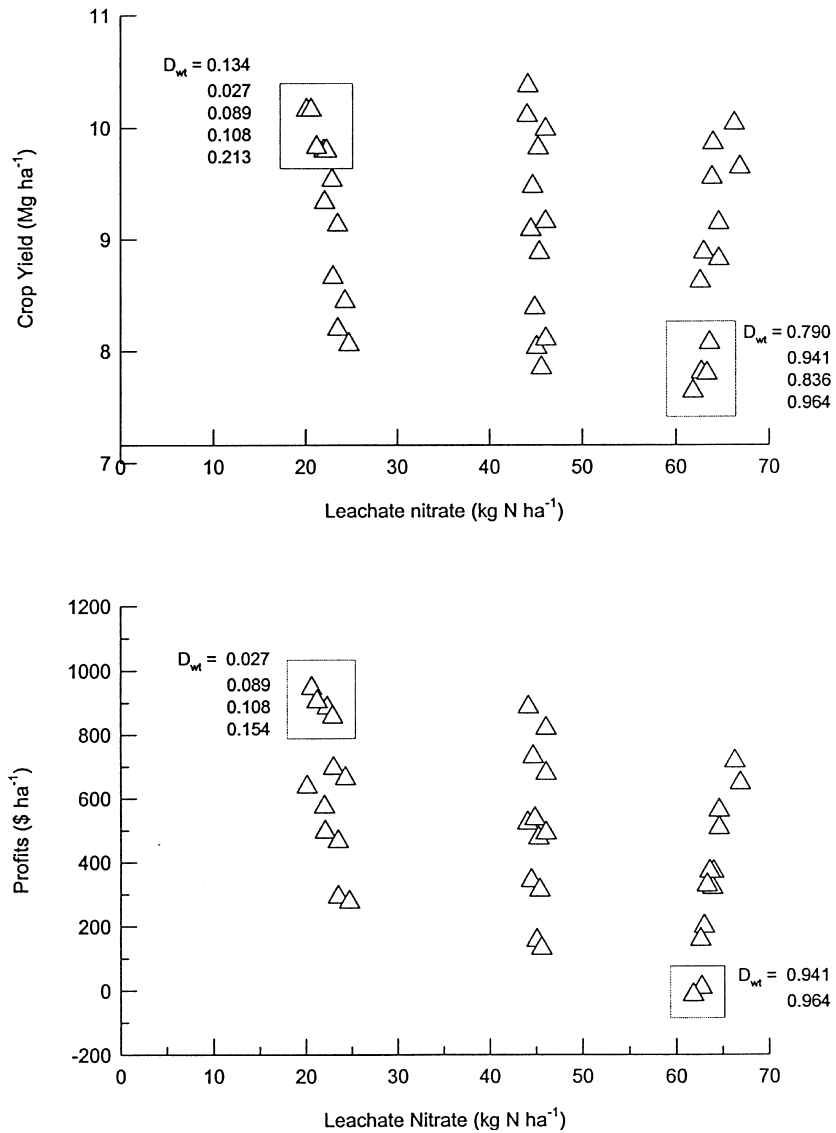 11
D_wt = 0.134
0.027
0.089
0.108
0.213
10
Crop Yield (Mg ha⁻¹)
9
8
D_wt = 0.790
0.941
0.836
0.964
7
0 10 20 30 40 50 60 70
Leachate nitrate (kg N ha⁻¹)
1200
D_wt = 0.027
0.089
0.108
0.154
1000
800
Profits ($ ha⁻¹)
600
400
200
0
-200
D_wt = 0.941
0.964
0 10 20 30 40 50 60 70
Leachate Nitrate (kg N ha⁻¹)